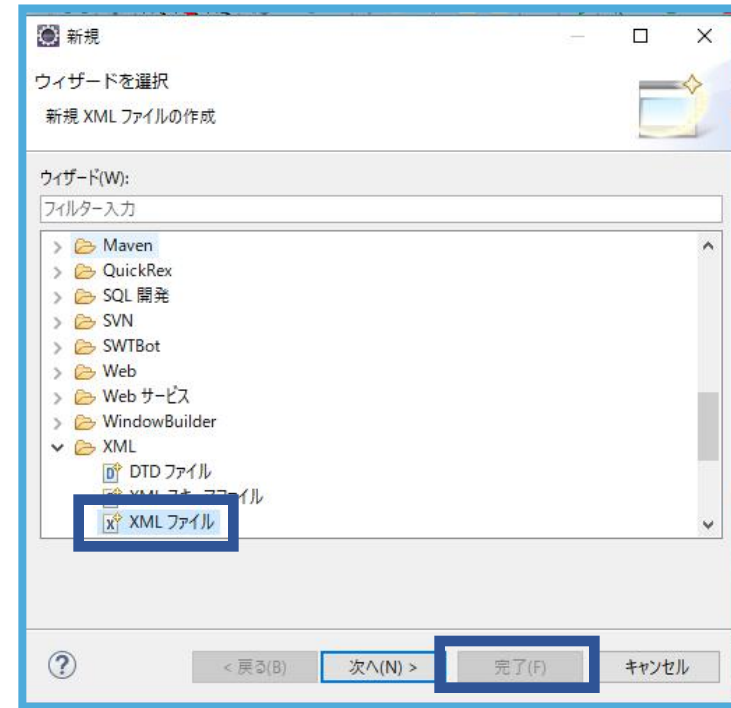 新規
ウィザードを選択
新規 XML ファイルの作成
ウィザード(W):
フィルター入力
Maven
QuickRex
SQL 開発
SVN
SWTBot
Web
Web サービス
WindowBuilder
XML
DTD ファイル
XML ファイル
< 戻る(B) 次へ(N) > 完了(F) キャンセル